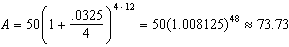 A = 50(1 + .0325/4)^{4·12} = 50(1.008125)^{48} ≈ 73.73